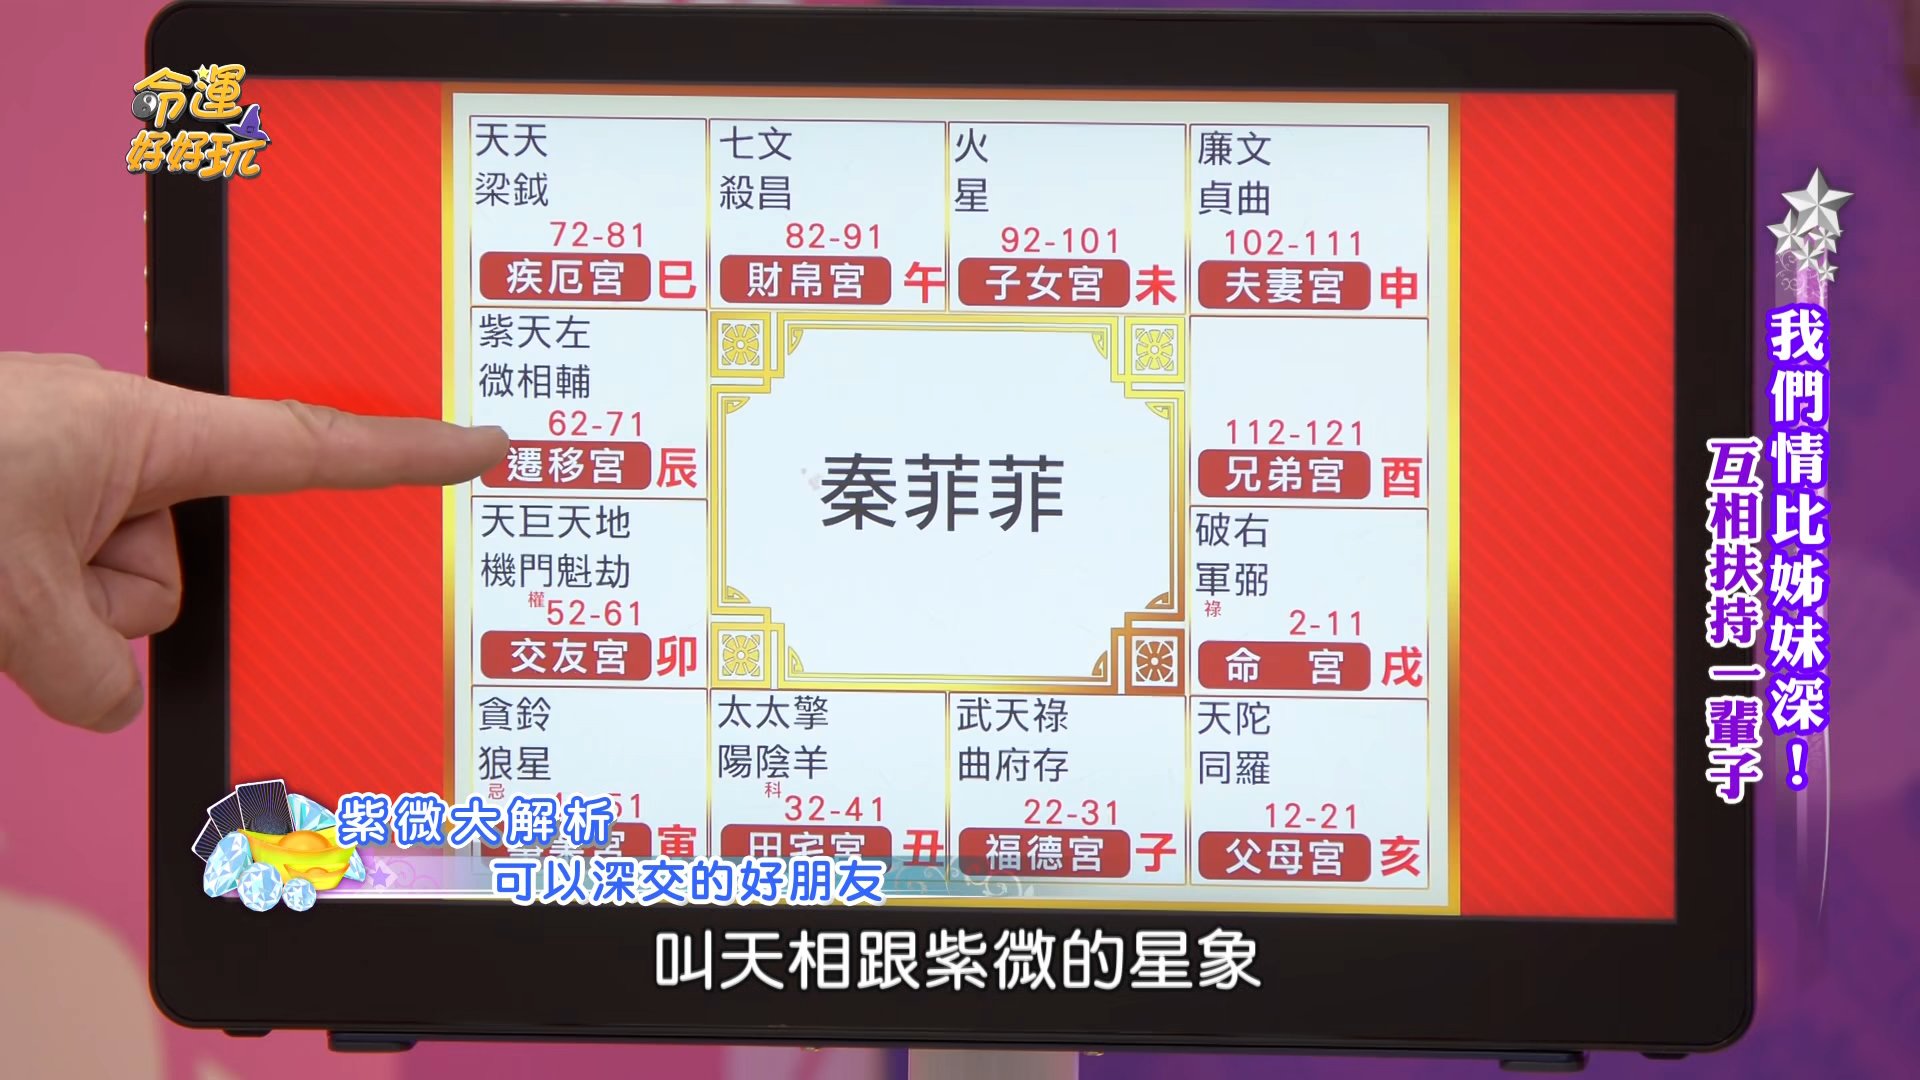 命運
好好玩
天天
梁鉞
72-81
疾厄宮 巳
七文
殺昌
82-91
財帛宮 午
火
星
92-101
子女宮 未
廉文
貞曲
102-111
夫妻宮 申
紫天左
微相輔
62-71
遷移宮 辰
秦菲菲
112-121
兄弟宮 酉
天巨天地
機門魁劫
權
52-61
交友宮 卯
破右
軍弼
祿
2-11
命 宮 戌
貪鈴
狼星
忌
寅
太太擎
陽陰羊
科
32-41
田宅宮 丑
武天祿
曲府存
22-31
福德宮 子
天陀
同羅
12-21
父母宮 亥
我們情比姊妹深！
互相扶持一輩子
紫微大解析
可以深交的好朋友
叫天相跟紫微的星象